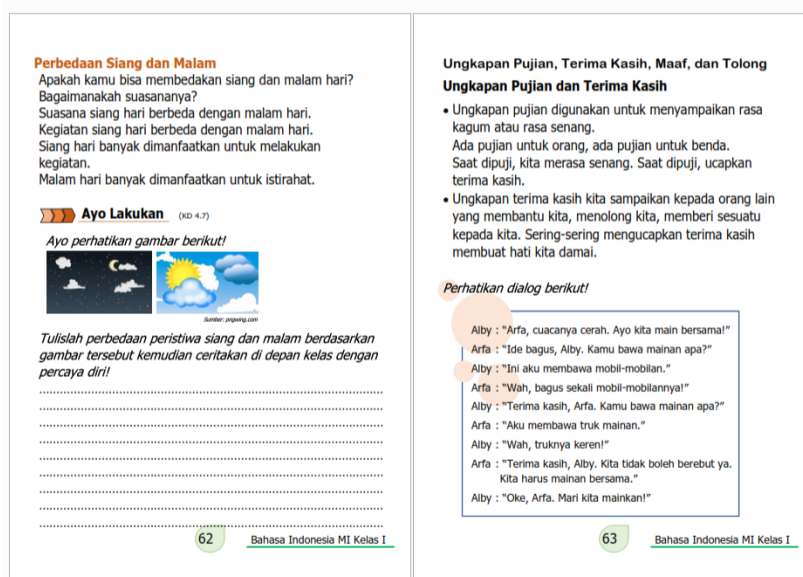 Perbedaan Siang dan Malam
Apakah kamu bisa membedakan siang dan malam hari?
Bagaimanakah suasananya?
Suasana siang hari berbeda dengan malam hari.
Kegiatan siang hari berbeda dengan malam hari.
Siang hari banyak dimanfaatkan untuk melakukan
kegiatan.
Malam hari banyak dimanfaatkan untuk istirahat.
Ayo Lakukan (KD 4.7)
Ayo perhatikan gambar berikut!
Sumber: pngwing.com
Tulislah perbedaan peristiwa siang dan malam berdasarkan
gambar tersebut kemudian ceritakan di depan kelas dengan
percaya diri!
62 Bahasa Indonesia MI Kelas I
Ungkapan Pujian, Terima Kasih, Maaf, dan Tolong
Ungkapan Pujian dan Terima Kasih
• Ungkapan pujian digunakan untuk menyampaikan rasa
kagum atau rasa senang.
Ada pujian untuk orang, ada pujian untuk benda.
Saat dipuji, kita merasa senang. Saat dipuji, ucapkan
terima kasih.
• Ungkapan terima kasih kita sampaikan kepada orang lain
yang membantu kita, menolong kita, memberi sesuatu
kepada kita. Sering-sering mengucapkan terima kasih
membuat hati kita damai.
Perhatikan dialog berikut!
Alby : "Arfa, cuacanya cerah. Ayo kita main bersama!"
Arfa : "Ide bagus, Alby. Kamu bawa mainan apa?"
Alby : "Ini aku membawa mobil-mobilan."
Arfa : "Wah, bagus sekali mobil-mobilannya!"
Alby : "Terima kasih, Arfa. Kamu bawa mainan apa?"
Arfa : "Aku membawa truk mainan."
Alby : "Wah, truknya keren!"
Arfa : "Terima kasih, Alby. Kita tidak boleh berebut ya.
Kita harus mainan bersama."
Alby : "Oke, Arfa. Mari kita mainkan!"
63 Bahasa Indonesia MI Kelas I